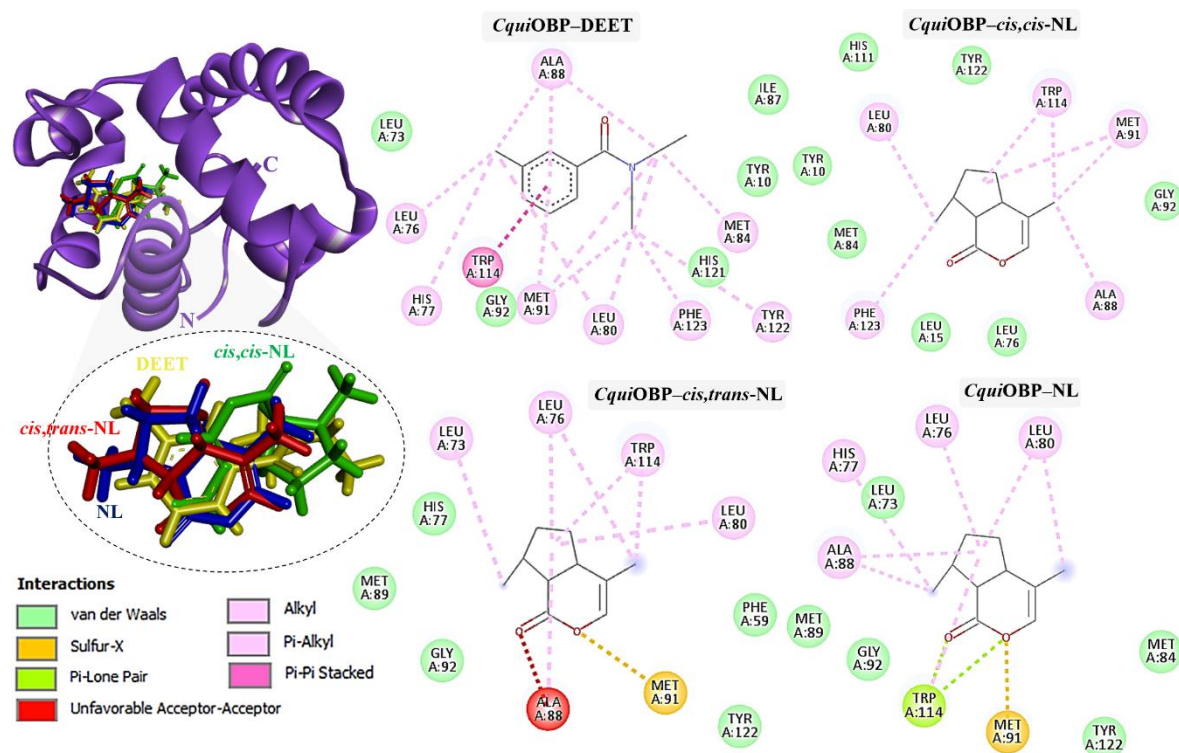 C
N
DEET
cis,cis-NL
cis,trans-NL
NL
Interactions
van der Waals
Sulfur-X
Pi-Lone Pair
Unfavorable Acceptor-Acceptor
Alkyl
Pi-Alkyl
Pi-Pi Stacked
CquiOBP–DEET
ALA
A:88
ILE
A:87
LEU
A:73
O
N
TYR
A:10
LEU
A:76
MET
A:84
TRP
A:114
HIS
A:121
HIS
A:77
GLY
A:92
MET
A:91
LEU
A:80
PHE
A:123
TYR
A:122
CquiOBP–cis,cis-NL
HIS
A:111
TYR
A:122
TRP
A:114
LEU
A:80
MET
A:91
TYR
A:10
GLY
A:92
MET
A:84
O
O
ALA
A:88
PHE
A:123
LEU
A:15
LEU
A:76
CquiOBP–cis,trans-NL
LEU
A:76
LEU
A:73
TRP
A:114
HIS
A:77
LEU
A:80
MET
A:89
PHE
A:59
O
O
GLY
A:92
MET
A:91
ALA
A:88
TYR
A:122
CquiOBP–NL
LEU
A:76
LEU
A:80
HIS
A:77
LEU
A:73
ALA
A:88
MET
A:89
O
O
GLY
A:92
MET
A:84
TRP
A:114
MET
A:91
TYR
A:122